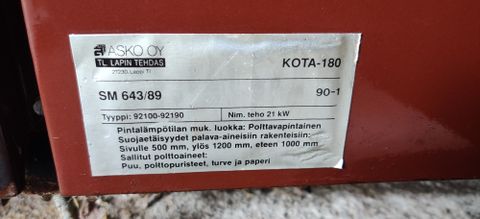 ASKO OY
TL LAPIN TEHDAS
27230 Lappi Tl
KOTA-180
SM 643/89
90-1
Tyyppi: 92100-92190
Nim. teho 21 kW
Pintalämpötilan muk. luokka: Polttavapintainen
Suojaetäisyydet palava-aineisiin rakenteisiin:
Sivulle 500 mm, ylös 1200 mm, eteen 1000 mm
Sallitut polttoaineet:
Puu, polttopuristeet, turve ja paperi